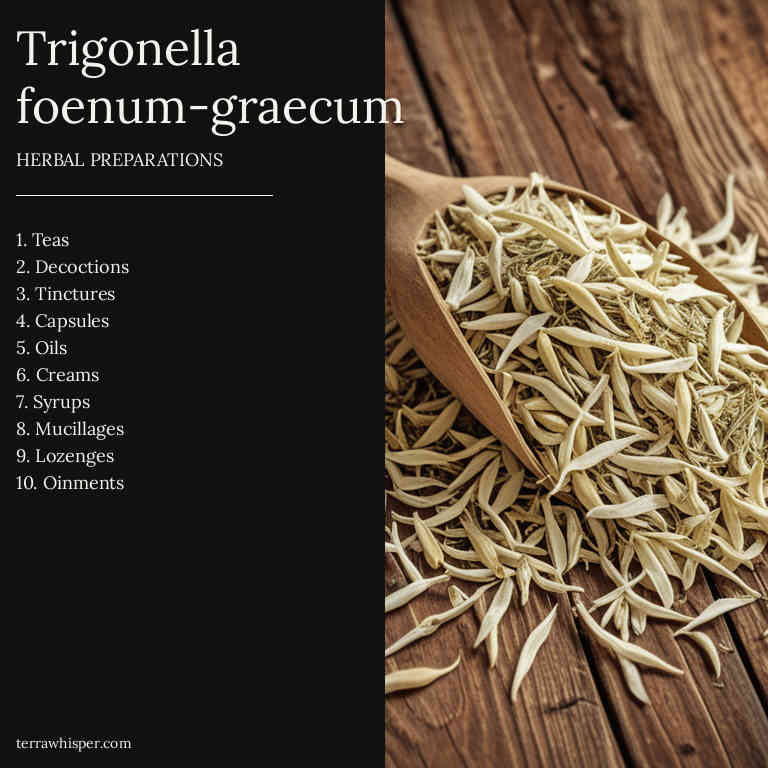 Trigonella
foenum-graecum
HERBAL PREPARATIONS
1. Teas
2. Decoctions
3. Tinctures
4. Capsules
5. Oils
6. Creams
7. Syrups
8. Mucillages
9. Lozenges
10. Oinments
terrawhisper.com